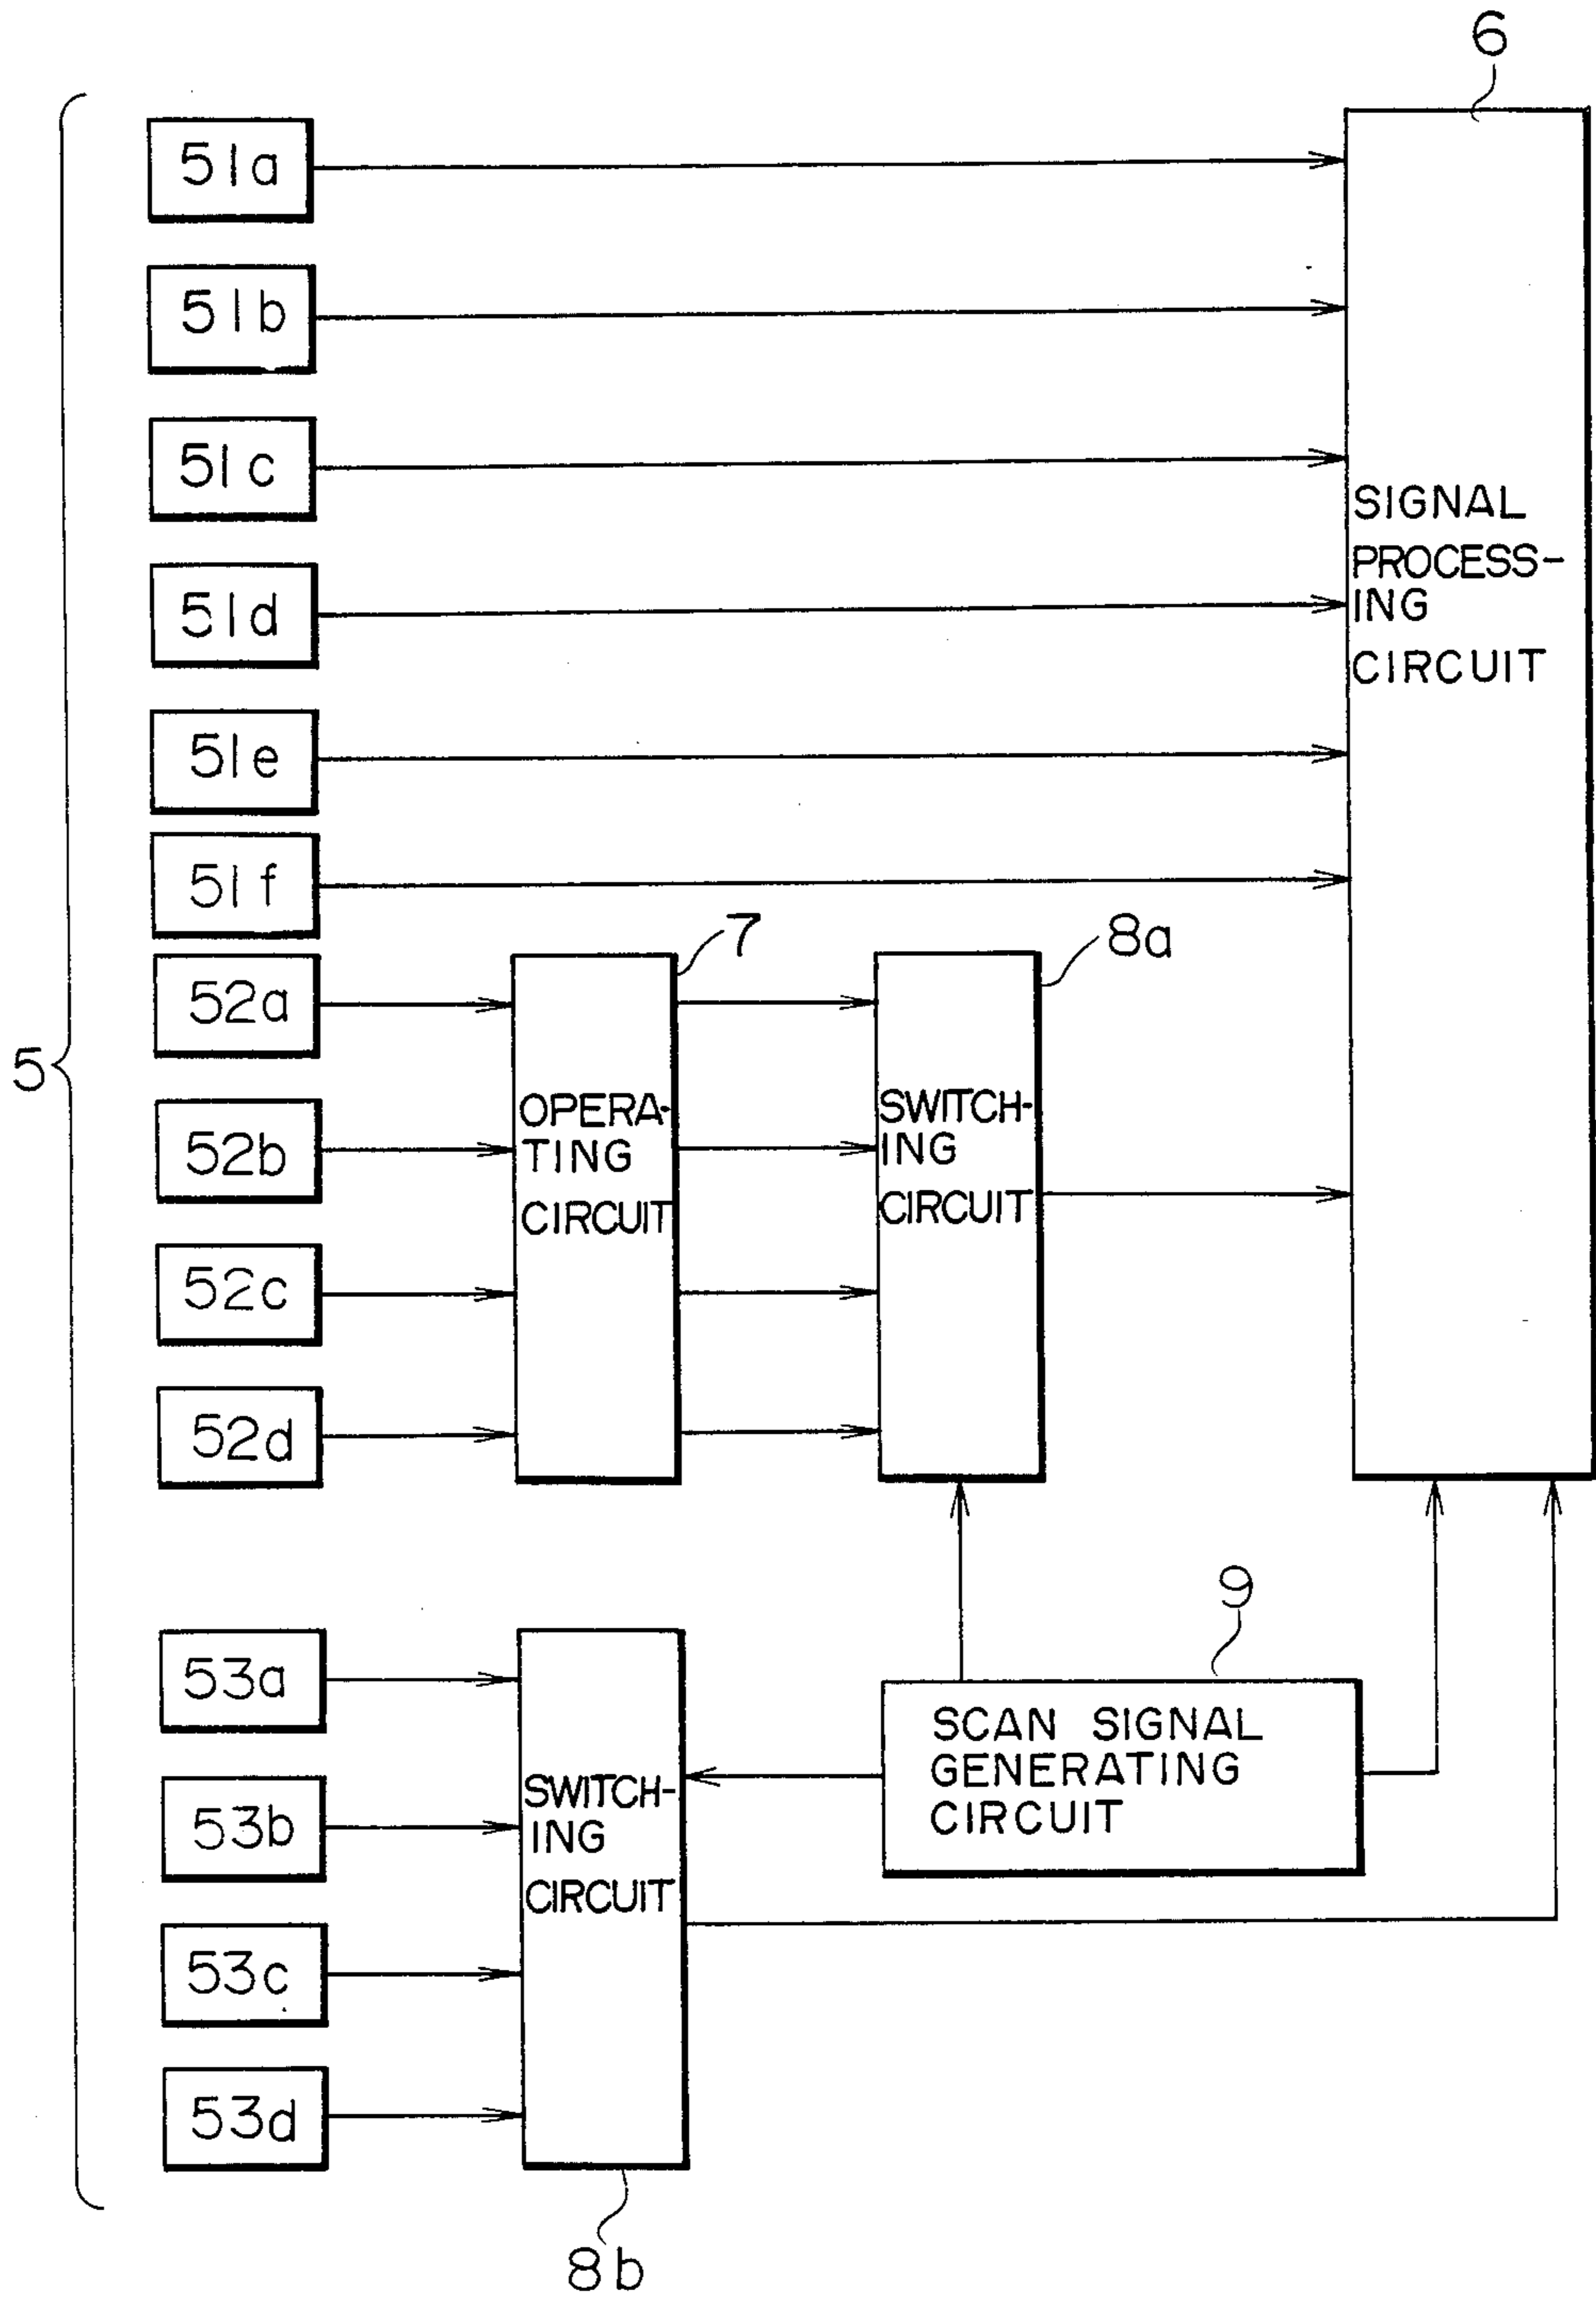 6
51a
51b
51c
51d
51e
51f
SIGNAL
PROCESS-
ING
CIRCUIT
7
8a
52a
52b
52c
52d
5
OPERA-
TING
CIRCUIT
SWITCH-
ING
CIRCUIT
9
53a
53b
53c
53d
SWITCH-
ING
CIRCUIT
SCAN SIGNAL
GENERATING
CIRCUIT
8b